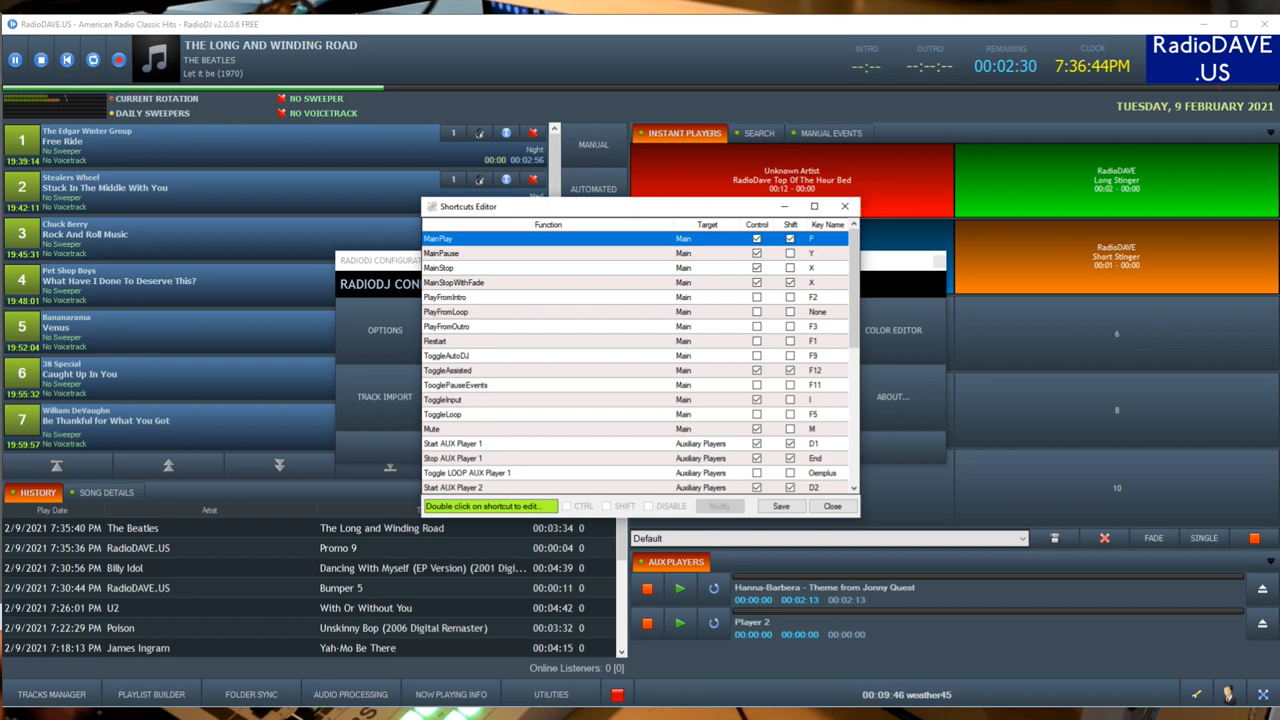 RadioDAVE.US - American Radio Classic Hits - RadioDJ v2.0.0.6 FREE
THE LONG AND WINDING ROAD
THE BEATLES
Let it be (1970)
INTRO
--:--
OUTRO
--:--:--
REMAINING
00:02:30
CLOCK
7:36:44PM
RadioDAVE
.US
CURRENT ROTATION
NO SWEEPER
DAILY SWEEPERS
NO VOICETRACK
TUESDAY, 9 FEBRUARY 2021
1
19:39:14
The Edgar Winter Group
Free Ride
No Sweeper
No Voicetrack
1
Night
00:00 00:02:56
2
19:42:11
Stealers Wheel
Stuck In The Middle With You
No Sweeper
No Voicetrack
1
3
19:45:31
Chuck Berry
Rock And Roll Music
No Sweeper
No Voicetrack
4
19:48:01
Pet Shop Boys
What Have I Done To Deserve This?
No Sweeper
No Voicetrack
5
19:52:04
Bananarama
Venus
No Sweeper
No Voicetrack
6
19:55:32
38 Special
Caught Up In You
No Sweeper
No Voicetrack
7
19:59:57
William DeVaughn
Be Thankful for What You Got
No Sweeper
No Voicetrack
MANUAL
AUTOMATED
INSTANT PLAYERS
SEARCH
MANUAL EVENTS
Unknown Artist
RadioDAVE Top Of The Hour Bed
00:12 - 00:00
RadioDAVE
Long Stinger
00:02 - 00:00
RadioDAVE
Short Stinger
00:01 - 00:00
6
8
10
RADIODJ CONFIGURAT
RADIODJ CON
OPTIONS
TRACK IMPORT
COLOR EDITOR
ABOUT...
Shortcuts Editor
Function Target Control Shift Key Name
MainPlay Main P
MainPause Main Y
MainStop Main X
MainStopWithFade Main X
PlayFromIntro Main F2
PlayFromLoop Main None
PlayFromOutro Main F3
Restart Main F1
ToggleAutoDJ Main F9
ToggleAssisted Main F12
TooglePauseEvents Main F11
ToggleInput Main I
ToggleLoop Main F5
Mute Main M
Start AUX Player 1 Auxiliary Players D1
Stop AUX Player 1 Auxiliary Players End
Toggle LOOP AUX Player 1 Auxiliary Players Oemplus
Start AUX Player 2 Auxiliary Players D2
Double click on shortcut to edit... CTRL SHIFT DISABLE Modify Save Close
HISTORY
SONG DETAILS
Play Date Artist T
2/9/2021 7:35:40 PM The Beatles The Long and Winding Road 00:03:34 0
2/9/2021 7:35:36 PM RadioDAVE.US Promo 9 00:00:04 0
2/9/2021 7:30:56 PM Billy Idol Dancing With Myself (EP Version) (2001 Digi... 00:04:39 0
2/9/2021 7:30:44 PM RadioDAVE.US Bumper 5 00:00:11 0
2/9/2021 7:26:01 PM U2 With Or Without You 00:04:42 0
2/9/2021 7:22:29 PM Poison Unskinny Bop (2006 Digital Remaster) 00:03:32 0
2/9/2021 7:18:13 PM James Ingram Yah-Mo Be There 00:04:15 0
Online Listeners: 0 [0]
Default
FADE
SINGLE
AUX PLAYERS
Hanna-Barbera - Theme from Jonny Quest
00:00:00 00:02:13 00:02:13
Player 2
00:00:00 00:00:00 00:00:00
TRACKS MANAGER
PLAYLIST BUILDER
FOLDER SYNC
AUDIO PROCESSING
NOW PLAYING INFO
UTILITIES
00:09:46 weather45